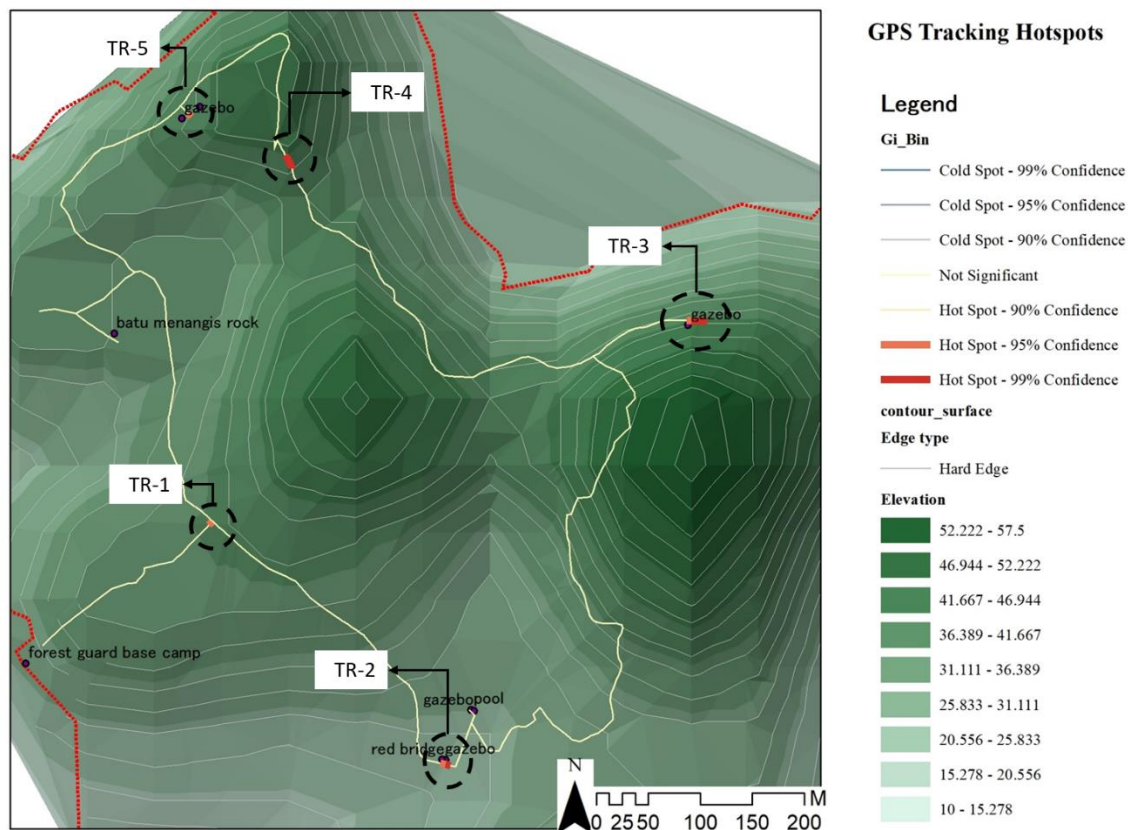 TR-5
gazebo
TR-4
TR-3
gazebo
batu menangis rock
TR-1
forest guard base camp
TR-2
gazebopool
red bridgegazebo
N
M
0 25 50 100 150 200
GPS Tracking Hotspots
Legend
Gi_Bin
Cold Spot - 99% Confidence
Cold Spot - 95% Confidence
Cold Spot - 90% Confidence
Not Significant
Hot Spot - 90% Confidence
Hot Spot - 95% Confidence
Hot Spot - 99% Confidence
contour_surface
Edge type
Hard Edge
Elevation
52.222 - 57.5
46.944 - 52.222
41.667 - 46.944
36.389 - 41.667
31.111 - 36.389
25.833 - 31.111
20.556 - 25.833
15.278 - 20.556
10 - 15.278